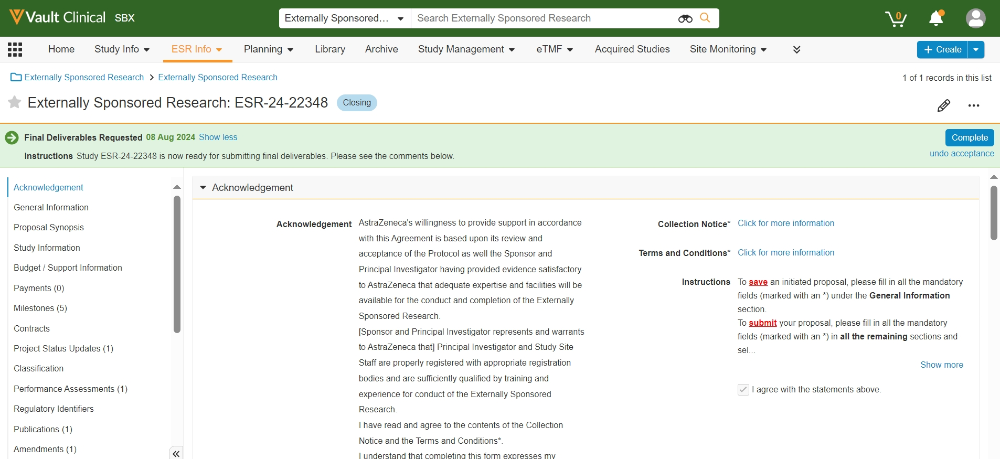 Vault Clinical SBX
Externally Sponsored... Search Externally Sponsored Research
0
Home Study Info ESR Info Planning Library Archive Study Management eTMF Acquired Studies Site Monitoring
+ Create
Externally Sponsored Research > Externally Sponsored Research
1 of 1 records in this list
Externally Sponsored Research: ESR-24-22348 Closing
Final Deliverables Requested 08 Aug 2024 Show less
Complete
Instructions Study ESR-24-22348 is now ready for submitting final deliverables. Please see the comments below.
undo acceptance
Acknowledgement
General Information
Proposal Synopsis
Study Information
Budget / Support Information
Payments (0)
Milestones (5)
Contracts
Project Status Updates (1)
Classification
Performance Assessments (1)
Regulatory Identifiers
Publications (1)
Amendments (1)
Acknowledgement
Acknowledgement
AstraZeneca's willingness to provide support in accordance
with this Agreement is based upon its review and
acceptance of the Protocol as well the Sponsor and
Principal Investigator having provided evidence satisfactory
to AstraZeneca that adequate expertise and facilities will be
available for the conduct and completion of the Externally
Sponsored Research.
[Sponsor and Principal Investigator represents and warrants
to AstraZeneca that] Principal Investigator and Study Site
Staff are properly registered with appropriate registration
bodies and are sufficiently qualified by training and
experience for conduct of the Externally Sponsored
Research.
I have read and agree to the contents of the Collection
Notice and the Terms and Conditions*.
I understand that completing this form expresses my
Collection Notice* Click for more information
Terms and Conditions* Click for more information
Instructions To save an initiated proposal, please fill in all the mandatory
fields (marked with an *) under the General Information
section.
To submit your proposal, please fill in all the mandatory
fields (marked with an *) in all the remaining sections and
sel...
Show more
I agree with the statements above.